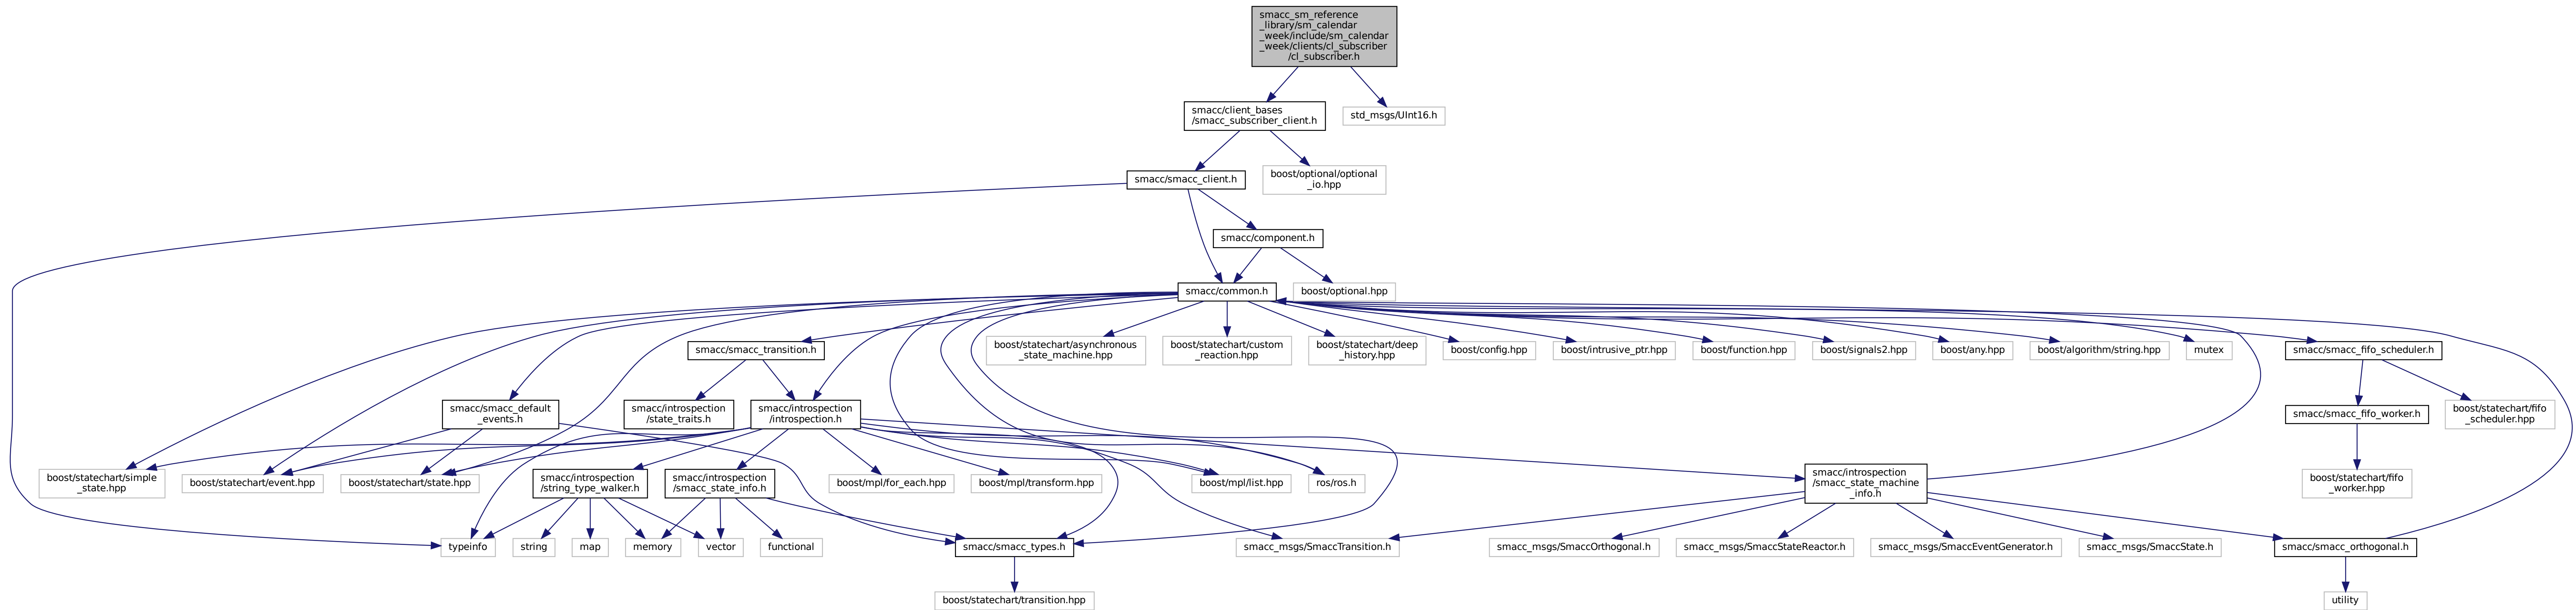 smacc_sm_reference
_library/sm_calendar
_week/include/sm_calendar
_week/clients/cl_subscriber
/cl_subscriber.h
smacc/client_bases
/smacc_subscriber_client.h
std_msgs/UInt16.h
smacc/smacc_client.h
boost/optional/optional
_io.hpp
smacc/component.h
smacc/common.h
boost/optional.hpp
smacc/smacc_transition.h
boost/statechart/asynchronous
_state_machine.hpp
boost/statechart/custom
_reaction.hpp
boost/statechart/deep
_history.hpp
boost/config.hpp
boost/intrusive_ptr.hpp
boost/function.hpp
boost/signals2.hpp
boost/any.hpp
boost/algorithm/string.hpp
mutex
smacc/smacc_fifo_scheduler.h
smacc/smacc_default
_events.h
smacc/introspection
/state_traits.h
smacc/introspection
/introspection.h
smacc/smacc_fifo_worker.h
boost/statechart/fifo
_scheduler.hpp
boost/statechart/simple
_state.hpp
boost/statechart/event.hpp
boost/statechart/state.hpp
smacc/introspection
/string_type_walker.h
smacc/introspection
/smacc_state_info.h
boost/mpl/for_each.hpp
boost/mpl/transform.hpp
boost/mpl/list.hpp
ros/ros.h
smacc/introspection
/smacc_state_machine
_info.h
boost/statechart/fifo
_worker.hpp
typeinfo
string
map
memory
vector
functional
smacc/smacc_types.h
smacc_msgs/SmaccTransition.h
smacc_msgs/SmaccOrthogonal.h
smacc_msgs/SmaccStateReactor.h
smacc_msgs/SmaccEventGenerator.h
smacc_msgs/SmaccState.h
smacc/smacc_orthogonal.h
boost/statechart/transition.hpp
utility